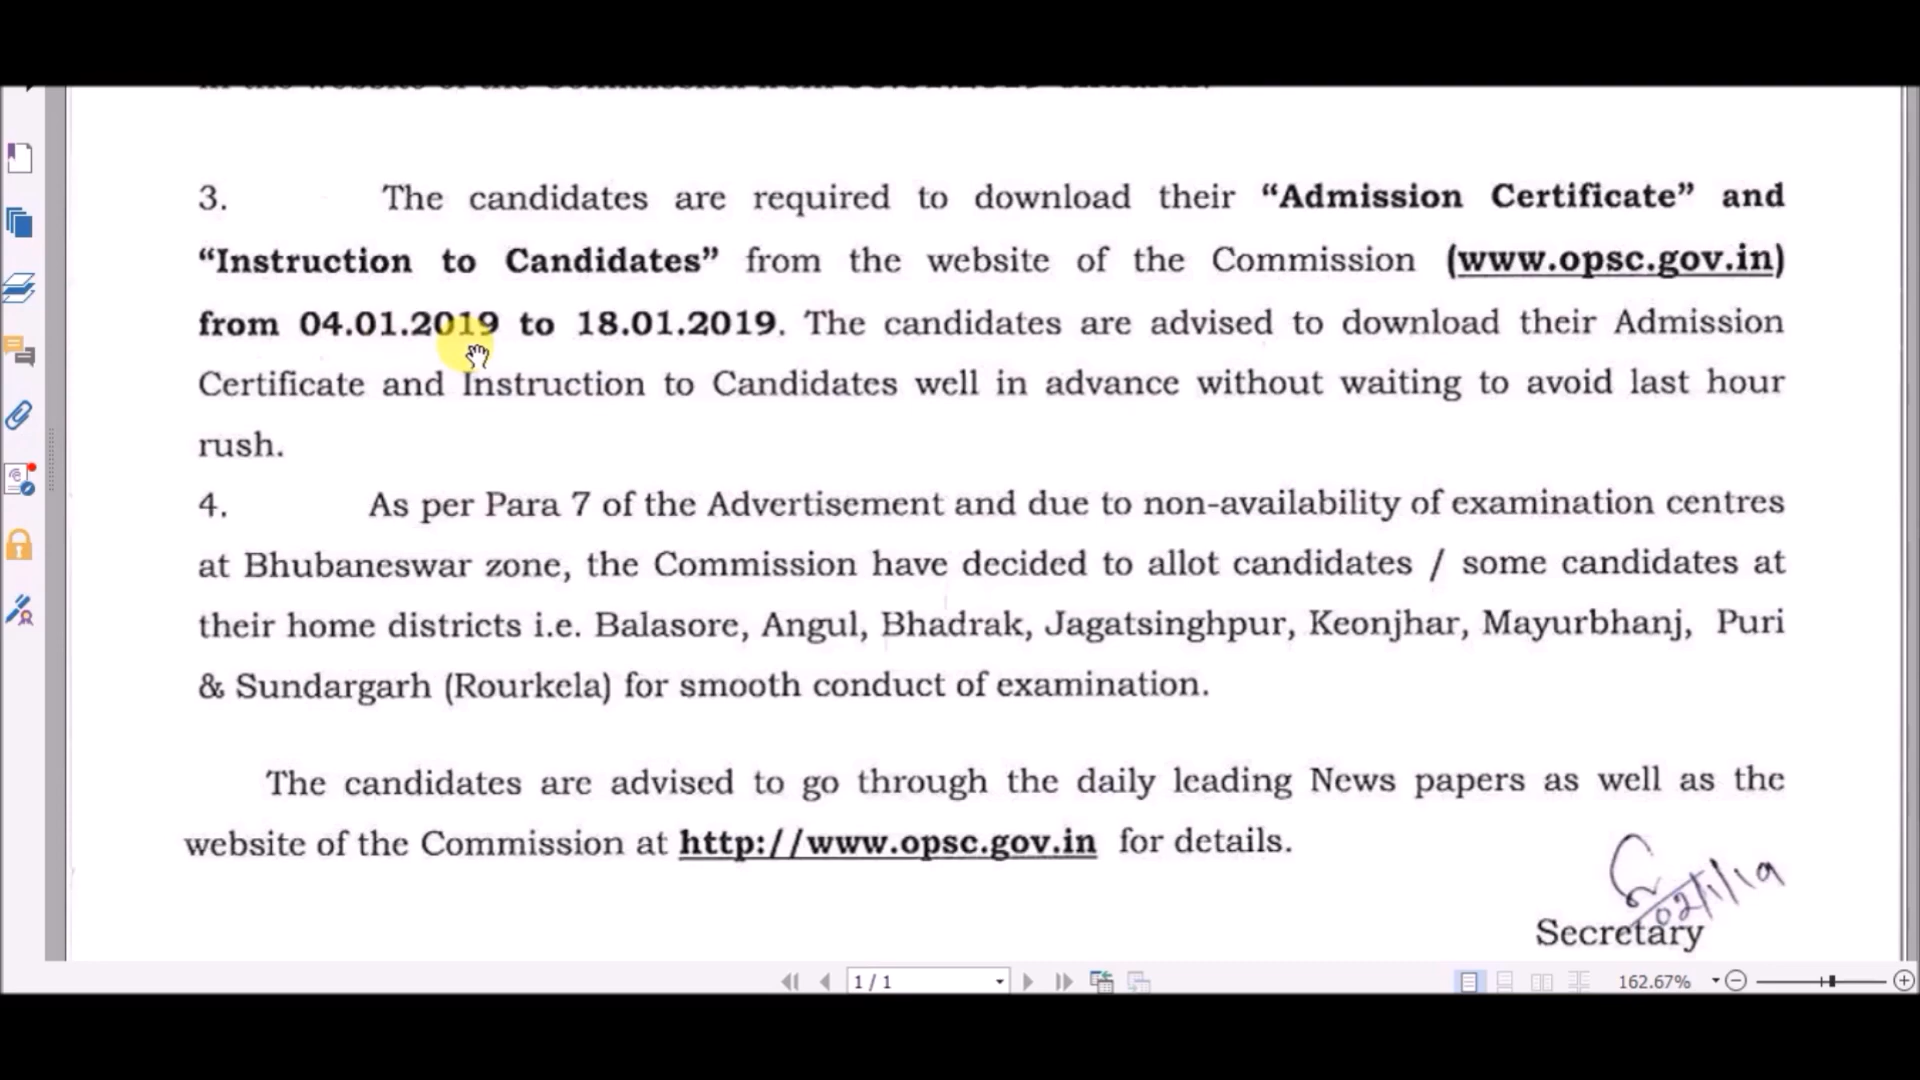 3. The candidates are required to download their “Admission Certificate” and
“Instruction to Candidates” from the website of the Commission (www.opsc.gov.in)
from 04.01.2019 to 18.01.2019. The candidates are advised to download their Admission
Certificate and Instruction to Candidates well in advance without waiting to avoid last hour
rush.
4. As per Para 7 of the Advertisement and due to non-availability of examination centres
at Bhubaneswar zone, the Commission have decided to allot candidates / some candidates at
their home districts i.e. Balasore, Angul, Bhadrak, Jagatsinghpur, Keonjhar, Mayurbhanj, Puri
& Sundargarh (Rourkela) for smooth conduct of examination.
The candidates are advised to go through the daily leading News papers as well as the
website of the Commission at http://www.opsc.gov.in for details.
02/1/19
Secretary
1 / 1
162.67%